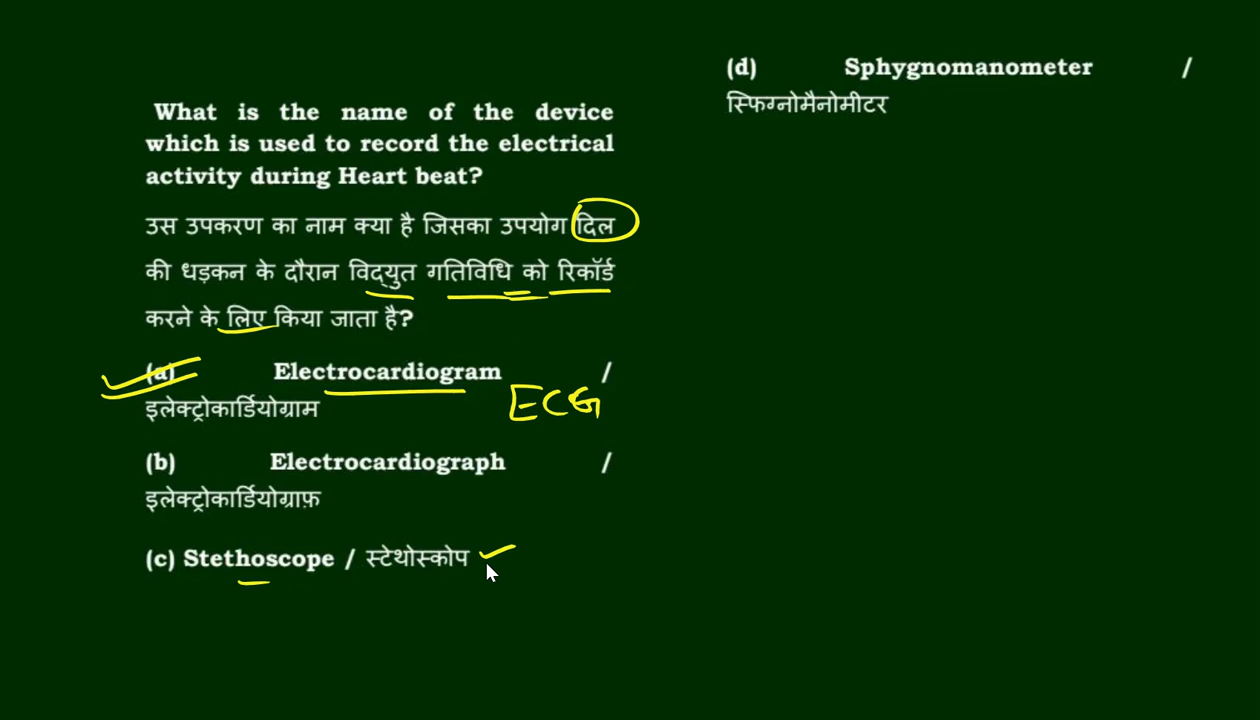 What is the name of the device
which is used to record the electrical
activity during Heart beat?
उस उपकरण का नाम क्या है जिसका उपयोग दिल
की धड़कन के दौरान विद्युत गतिविधि को रिकॉर्ड
करने के लिए किया जाता है?
(a) Electrocardiogram /
इलेक्ट्रोकार्डियोग्राम
ECG
(b) Electrocardiograph /
इलेक्ट्रोकार्डियोग्राफ़
(c) Stethoscope / स्टेथोस्कोप
(d) Sphygnomanometer /
स्फिग्नोमैनोमीटर